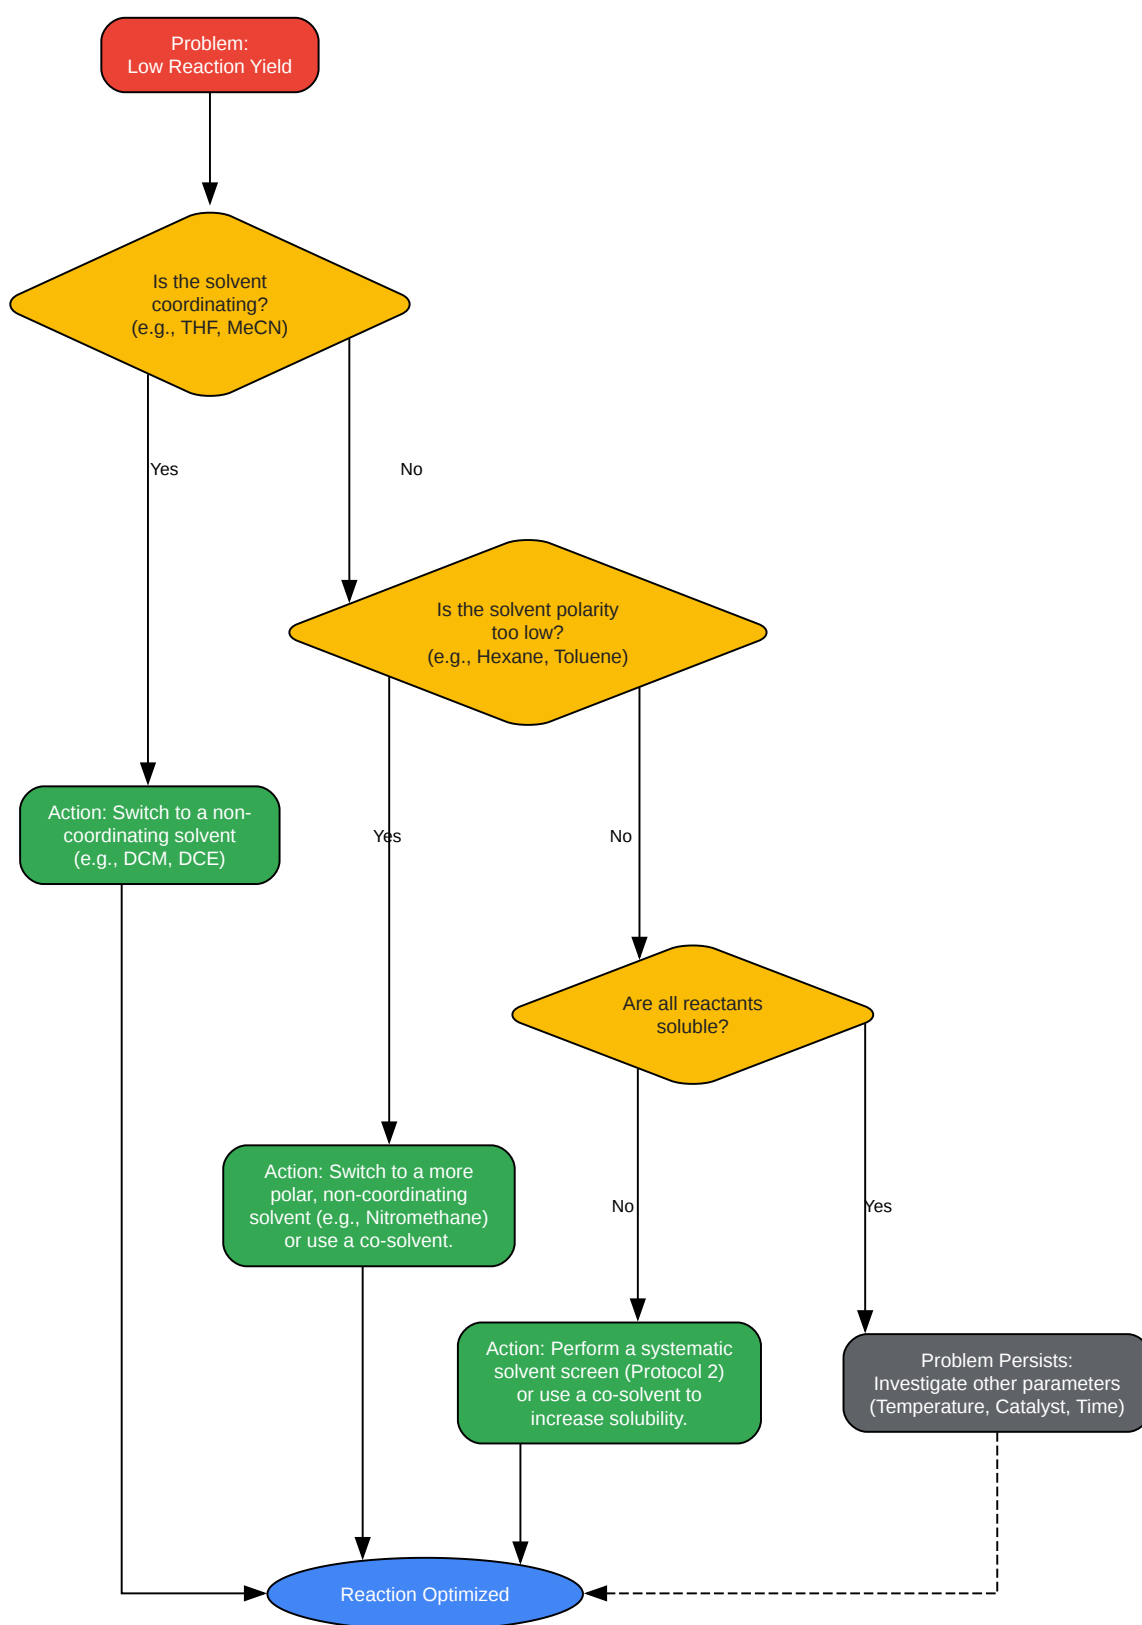 Problem:
Low Reaction Yield
Is the solvent
coordinating?
(e.g., THF, MeCN)
Yes
No
Is the solvent polarity
too low?
(e.g., Hexane, Toluene)
Action: Switch to a non-
coordinating solvent
(e.g., DCM, DCE)
Yes
No
Are all reactants
soluble?
Action: Switch to a more
polar, non-coordinating
solvent (e.g., Nitromethane)
or use a co-solvent.
No
Yes
Action: Perform a systematic
solvent screen (Protocol 2)
or use a co-solvent to
increase solubility.
Problem Persists:
Investigate other parameters
(Temperature, Catalyst, Time)
Reaction Optimized